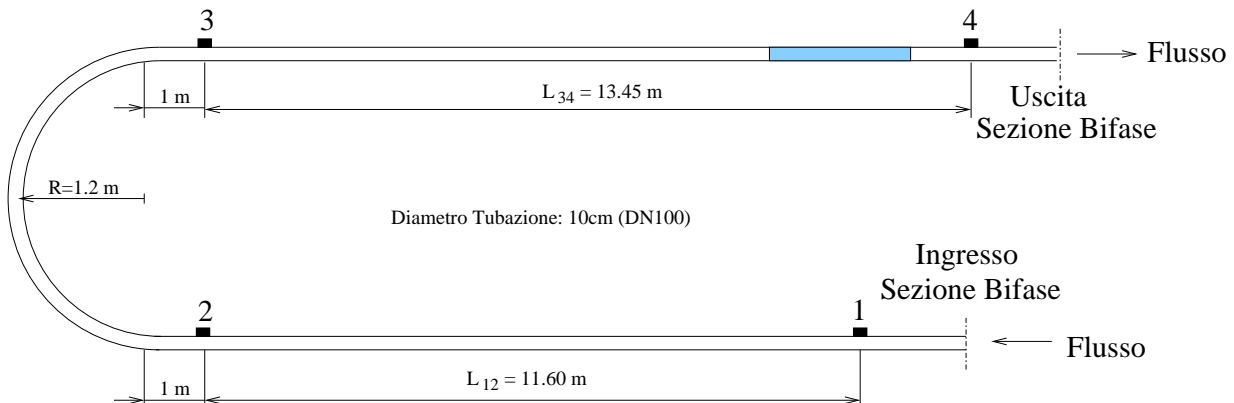 3
4
Flusso
1 m
L 34 = 13.45 m
Uscita
Sezione Bifase
R=1.2 m
Diametro Tubazione: 10cm (DN100)
Ingresso
Sezione Bifase
2
1
Flusso
1 m
L 12 = 11.60 m